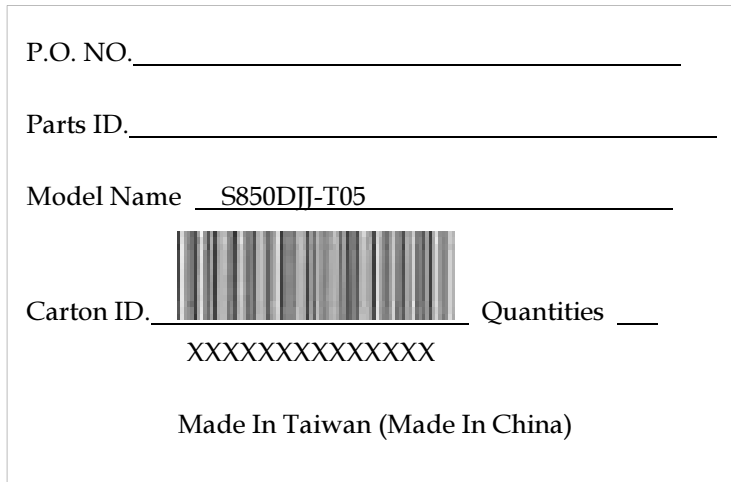 P.O. NO.
Parts ID.
Model Name S850DJJ-T05
Carton ID. Quantities
XXXXXXXXXXXXXX
Made In Taiwan (Made In China)